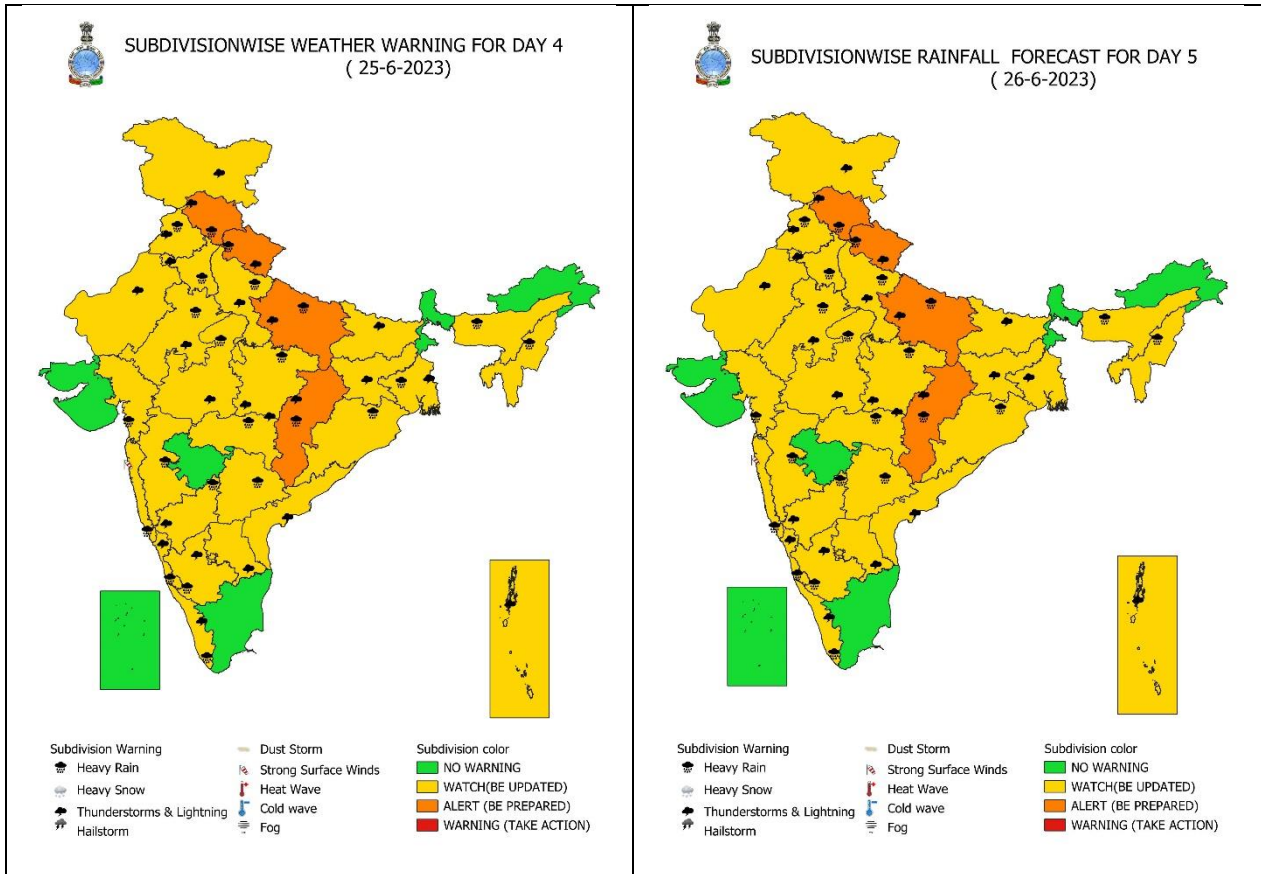 SUBDIVISIONWISE WEATHER WARNING FOR DAY 4
( 25-6-2023)
Subdivision Warning
Heavy Rain
Heavy Snow
Thunderstorms & Lightning
Hailstorm
Dust Storm
Strong Surface Winds
Heat Wave
Cold wave
Fog
Subdivision color
NO WARNING
WATCH(BE UPDATED)
ALERT (BE PREPARED)
WARNING (TAKE ACTION)
SUBDIVISIONWISE RAINFALL FORECAST FOR DAY 5
( 26-6-2023)
Subdivision Warning
Heavy Rain
Heavy Snow
Thunderstorms & Lightning
Hailstorm
Dust Storm
Strong Surface Winds
Heat Wave
Cold wave
Fog
Subdivision color
NO WARNING
WATCH(BE UPDATED)
ALERT (BE PREPARED)
WARNING (TAKE ACTION)